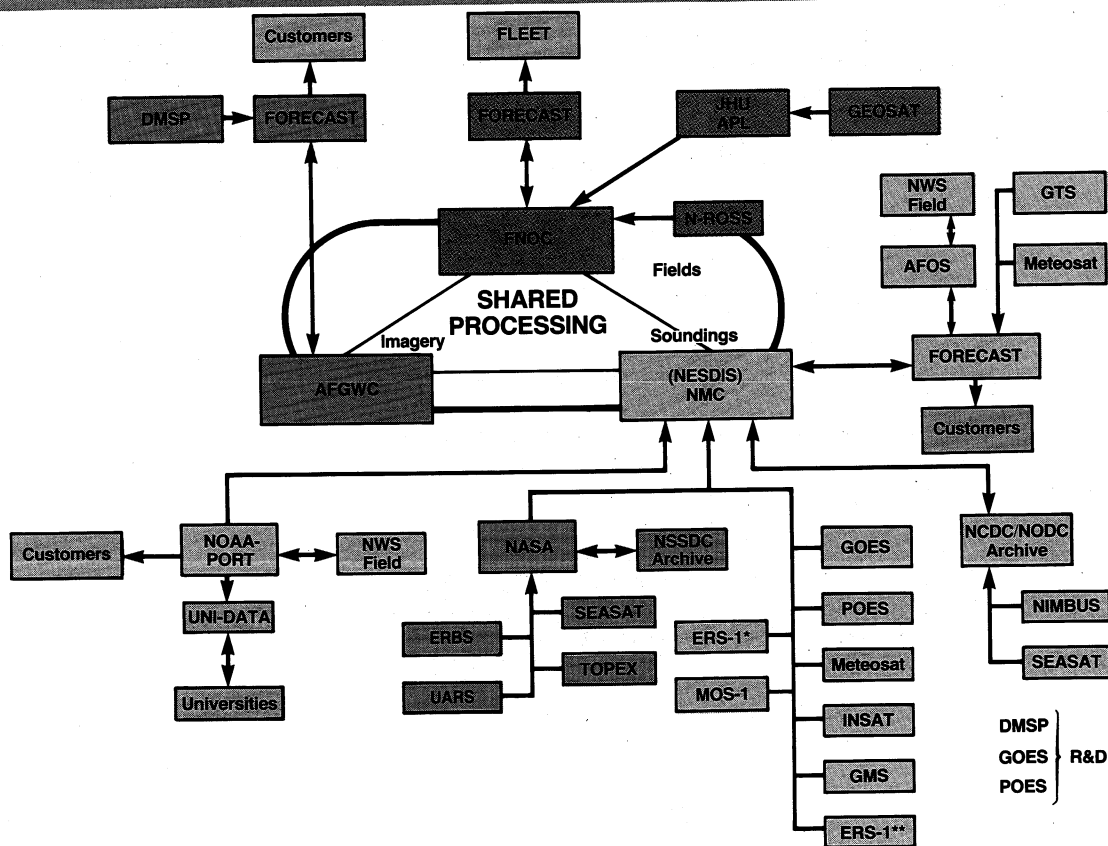 Customers
FLEET
DMSP
FORECAST
FORECAST
JHU
APL
GEOSAT
NWS
Field
GTS
FNOC
N-ROSS
AFOS
Meteosat
Fields
SHARED
PROCESSING
Imagery
Soundings
FORECAST
AFGWC
(NESDIS)
NMC
Customers
Customers
NOAA-
PORT
NWS
Field
NASA
NSSDC
Archive
GOES
NCDC/NODC
Archive
UNI-DATA
SEASAT
POES
NIMBUS
ERBS
ERS-1*
TOPEX
Meteosat
SEASAT
UARS
MOS-1
Universities
INSAT
DMSP
GOES
POES
R&D
GMS
ERS-1**